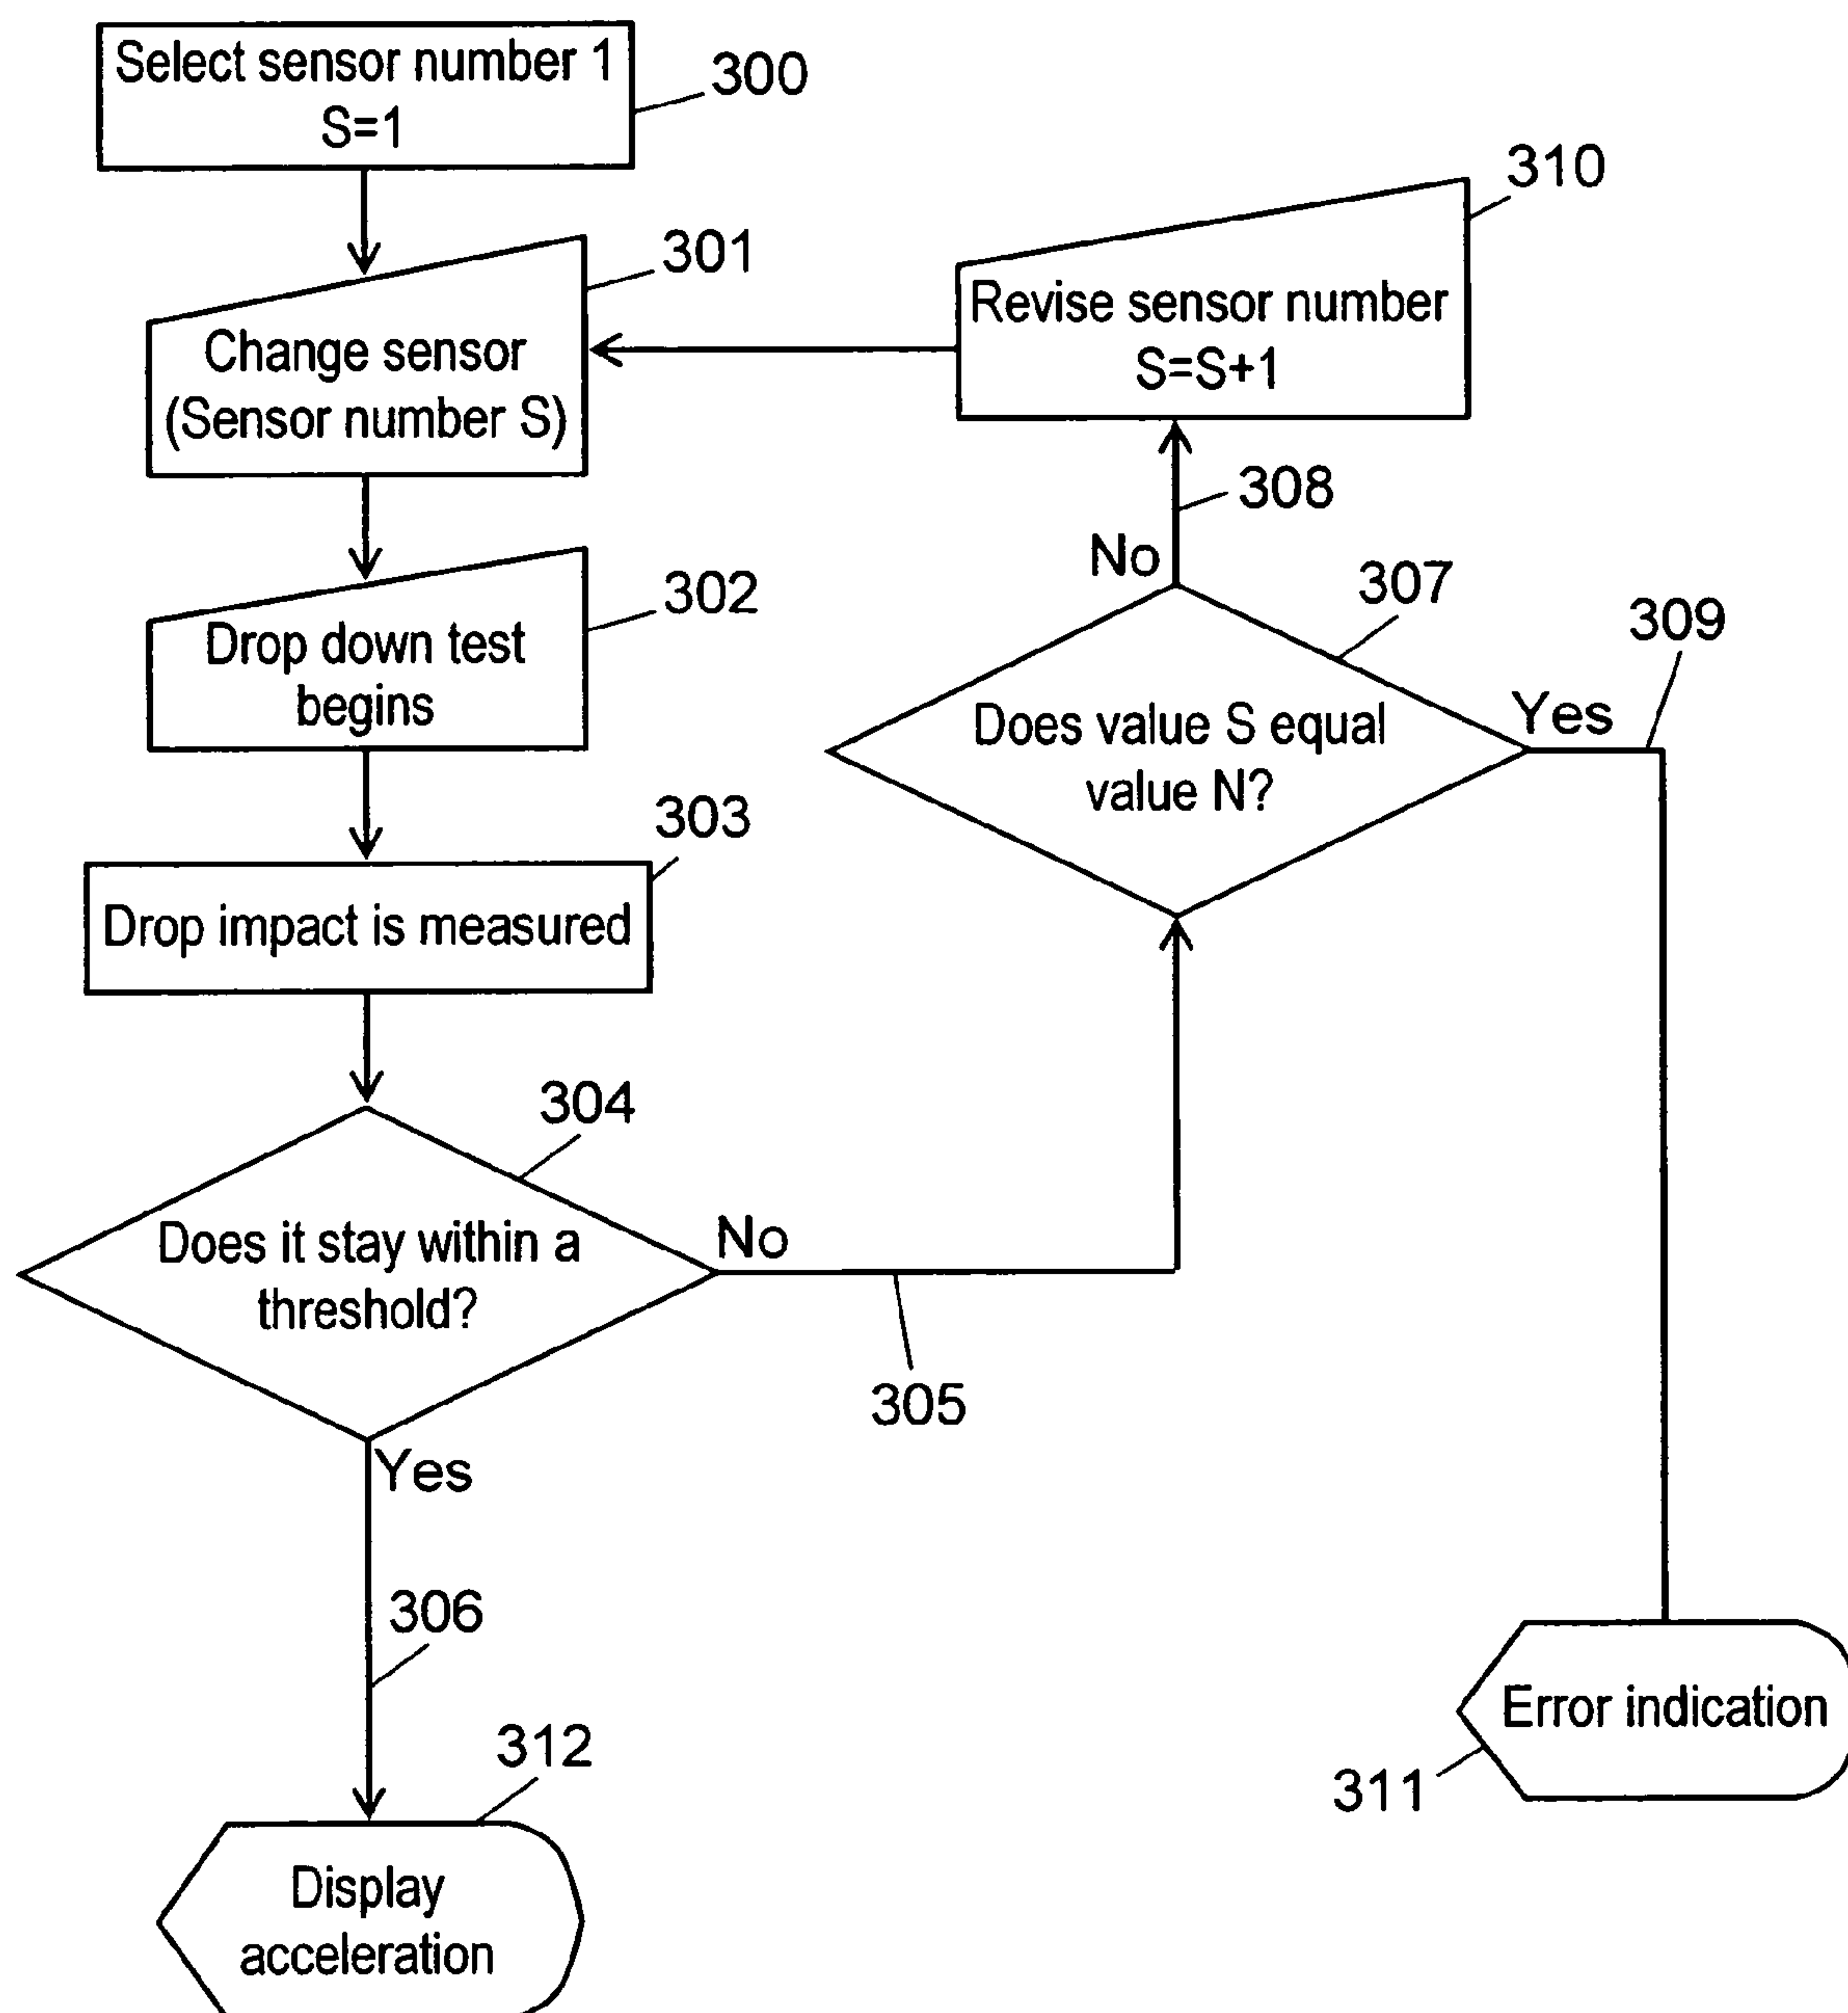 Select sensor number 1
S=1
300
310
301
Change sensor
(Sensor number S)
Revise sensor number
S=S+1
308
No
302
Drop down test
begins
307
309
Yes
Does value S equal
value N?
303
Drop impact is measured
304
Does it stay within a
threshold?
No
305
Yes
306
Error indication
311
312
Display
acceleration